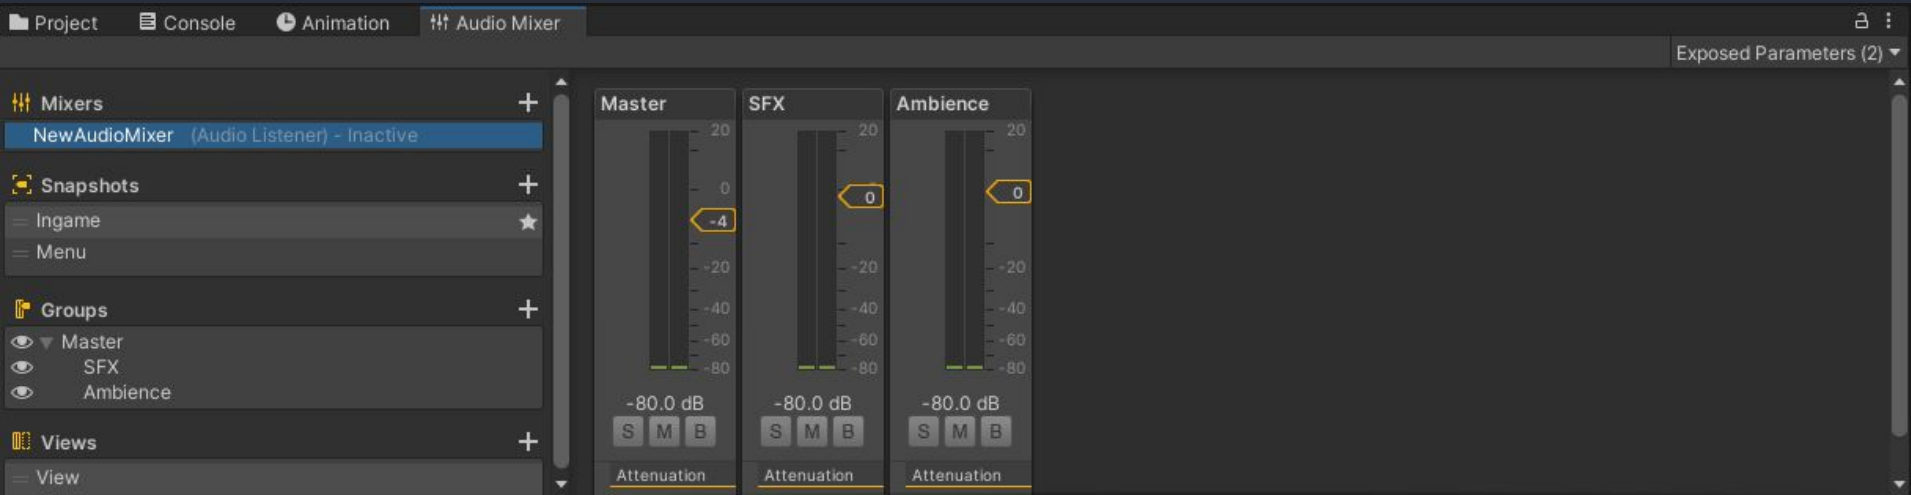 Project Console Animation Audio Mixer
Exposed Parameters (2)
Mixers
NewAudioMixer (Audio Listener) - Inactive
Snapshots
Ingame
Menu
Groups
Master
SFX
Ambience
Views
View
Master
20
0
-4
-20
-40
-60
-80
-80.0 dB
S M B
Attenuation
SFX
20
0
-20
-40
-60
-80
-80.0 dB
S M B
Attenuation
Ambience
20
0
-20
-40
-60
-80
-80.0 dB
S M B
Attenuation